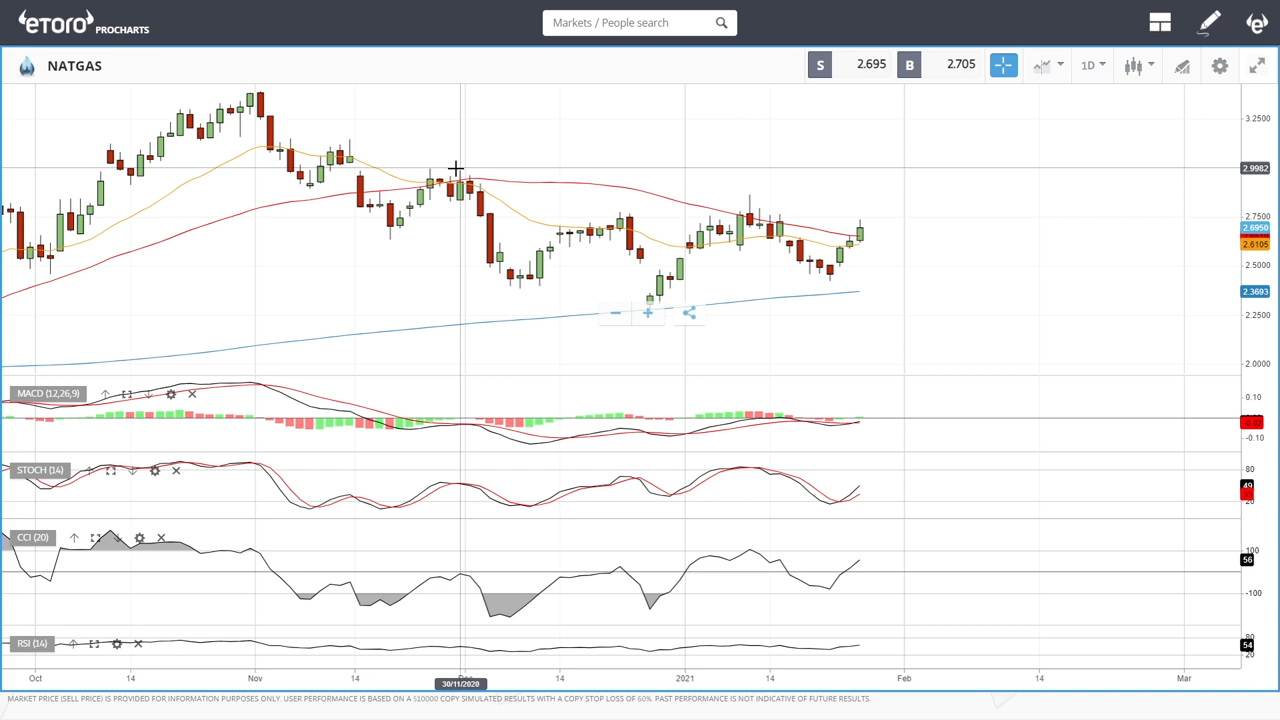 eToro PROCHARTS
Markets / People search
NATGAS
S 2.695 B 2.705 1D
3.2500
2.9982
2.7500
2.6950
2.6105
2.5000
2.3693
2.2500
2.0000
MACD (12,26,9)
0.10
-0.02
-0.10
STOCH (14)
80
49
20
CCI (20)
100
56
-100
RSI (14)
80
54
20
Oct 14 Nov 14 14 2021 14 Feb 14 Mar
30/11/2020
MARKET PRICE (SELL PRICE) IS PROVIDED FOR INFORMATION PURPOSES ONLY. USER PERFORMANCE IS BASED ON A $10000 COPY SIMULATED RESULTS WITH A COPY STOP LOSS OF 60%. PAST PERFORMANCE IS NOT INDICATIVE OF FUTURE RESULTS.